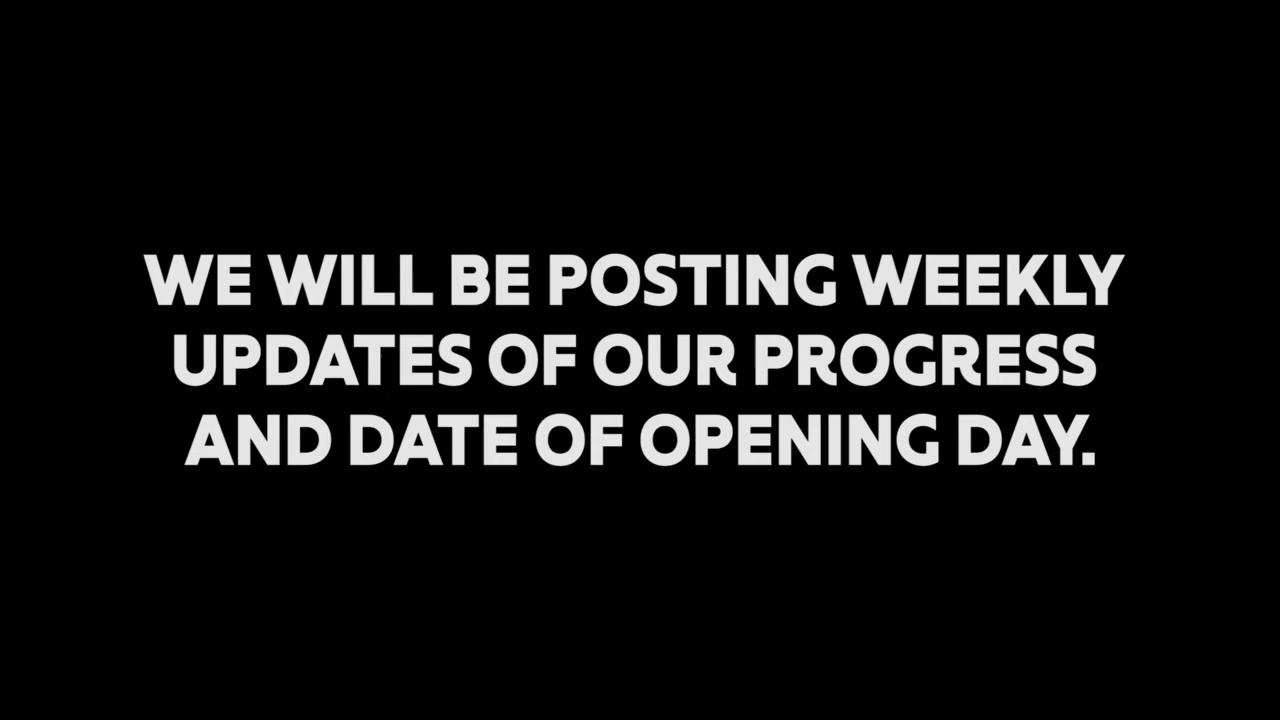 WE WILL BE POSTING WEEKLY
UPDATES OF OUR PROGRESS
AND DATE OF OPENING DAY.